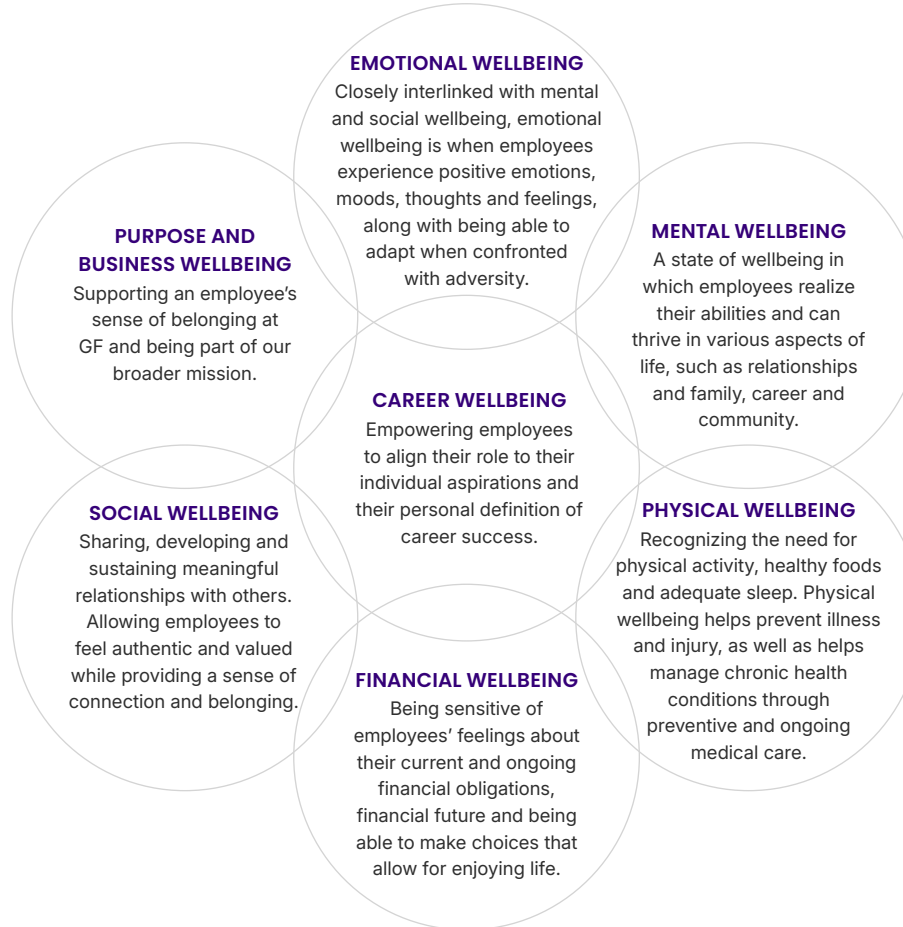 EMOTIONAL WELLBEING
Closely interlinked with mental
and social wellbeing, emotional
wellbeing is when employees
experience positive emotions,
moods, thoughts and feelings,
along with being able to
adapt when confronted
with adversity.
PURPOSE AND
BUSINESS WELLBEING
Supporting an employee’s
sense of belonging at
GF and being part of our
broader mission.
MENTAL WELLBEING
A state of wellbeing in
which employees realize
their abilities and can
thrive in various aspects of
life, such as relationships
and family, career and
community.
CAREER WELLBEING
Empowering employees
to align their role to their
individual aspirations and
their personal definition of
career success.
SOCIAL WELLBEING
Sharing, developing and
sustaining meaningful
relationships with others.
Allowing employees to
feel authentic and valued
while providing a sense of
connection and belonging.
PHYSICAL WELLBEING
Recognizing the need for
physical activity, healthy foods
and adequate sleep. Physical
wellbeing helps prevent illness
and injury, as well as helps
manage chronic health
conditions through
preventive and ongoing
medical care.
FINANCIAL WELLBEING
Being sensitive of
employees’ feelings about
their current and ongoing
financial obligations,
financial future and being
able to make choices that
allow for enjoying life.